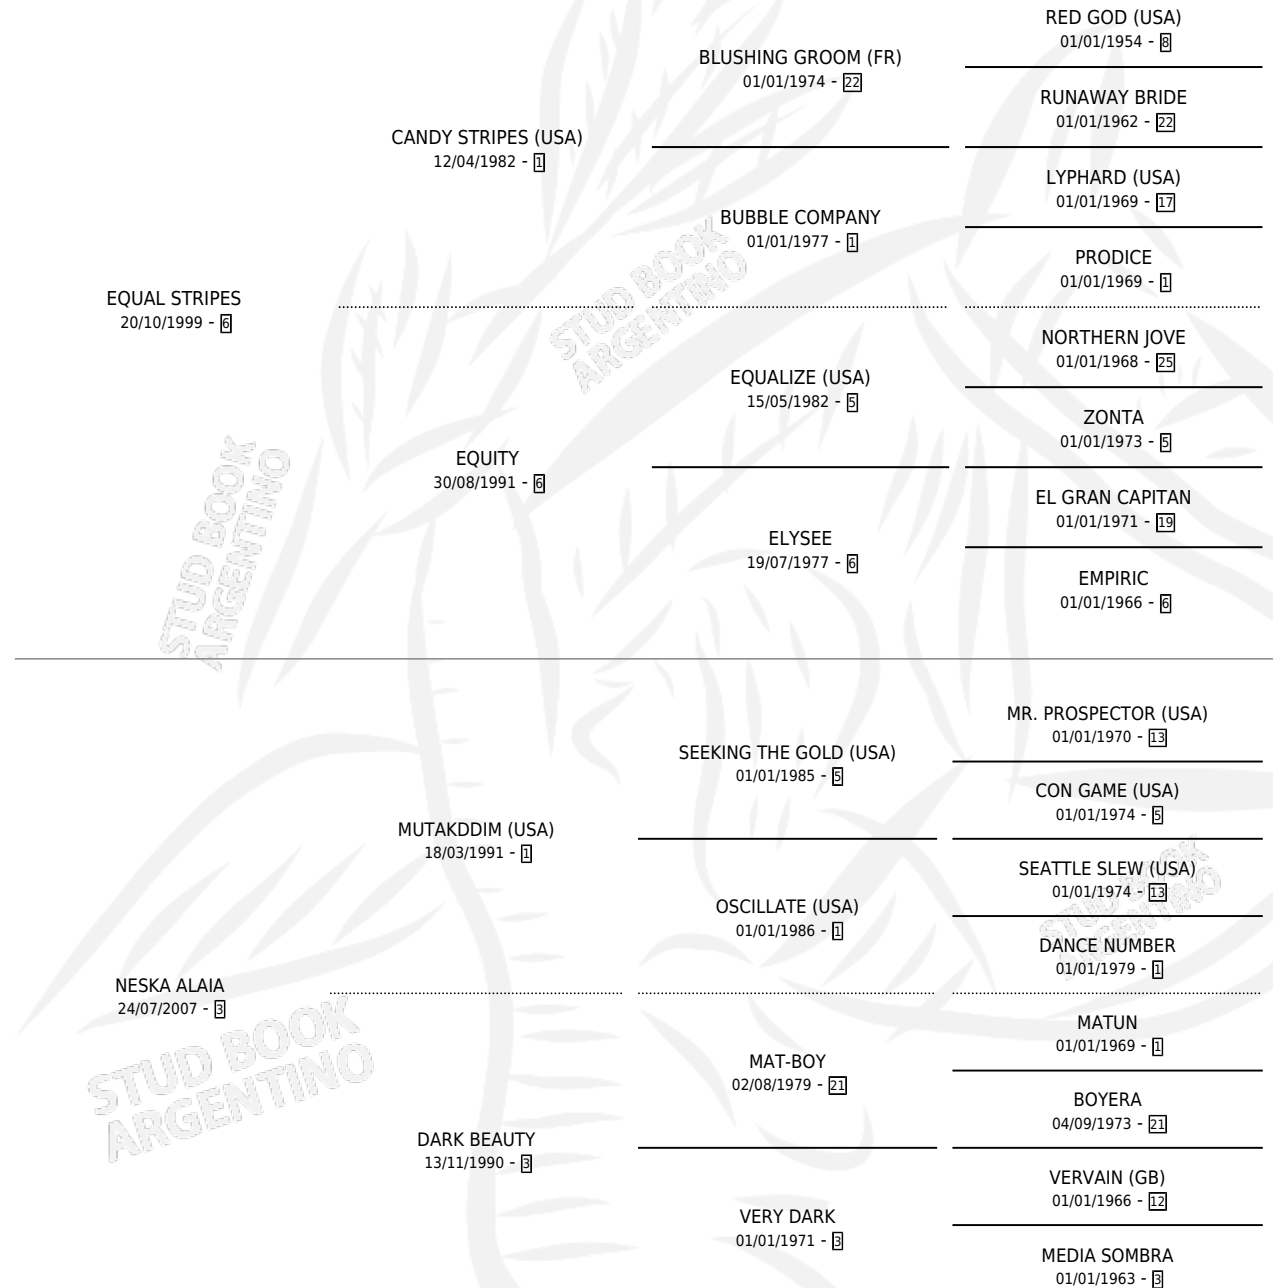 RED GOD (USA)
01/01/1954 - 8
BLUSHING GROOM (FR)
01/01/1974 - 22
RUNAWAY BRIDE
01/01/1962 - 22
CANDY STRIPES (USA)
12/04/1982 - 1
LYPHARD (USA)
01/01/1969 - 17
BUBBLE COMPANY
01/01/1977 - 1
PRODICE
01/01/1969 - 1
EQUAL STRIPES
20/10/1999 - 6
STUD BOOK
ARGENTINO
NORTHERN JOVE
01/01/1968 - 25
EQUALIZE (USA)
15/05/1982 - 5
ZONTA
01/01/1973 - 5
EQUITY
30/08/1991 - 6
EL GRAN CAPITAN
01/01/1971 - 19
ELYSEE
19/07/1977 - 6
EMPIRIC
01/01/1966 - 6
STUD BOOK
ARGENTINO
MR. PROSPECTOR (USA)
01/01/1970 - 13
SEEKING THE GOLD (USA)
01/01/1985 - 5
CON GAME (USA)
01/01/1974 - 5
MUTAKDDIM (USA)
18/03/1991 - 1
SEATTLE SLEW (USA)
01/01/1974 - 13
OSCILLATE (USA)
01/01/1986 - 1
STUD BOOK
ARGENTINO
DANCE NUMBER
01/01/1979 - 1
NESKA ALAIA
24/07/2007 - 3
MATUN
01/01/1969 - 1
MAT-BOY
02/08/1979 - 21
BOYERA
04/09/1973 - 21
STUD BOOK
ARGENTINO
DARK BEAUTY
13/11/1990 - 3
VERVAIN (GB)
01/01/1966 - 12
VERY DARK
01/01/1971 - 3
MEDIA SOMBRA
01/01/1963 - 3